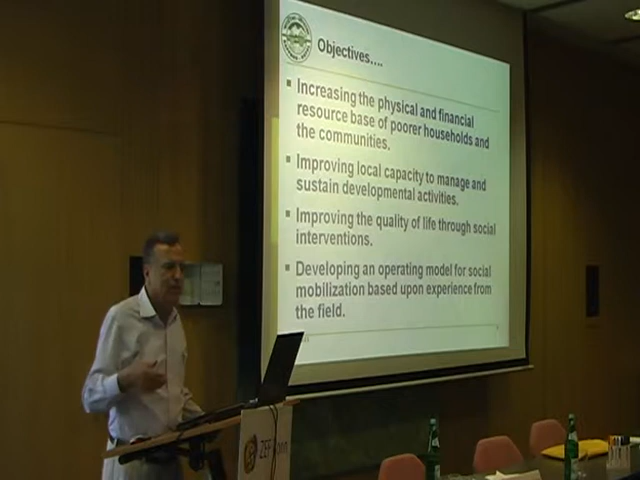 Objectives....
Increasing the physical and financial
resource base of poorer households and
the communities.
Improving local capacity to manage and
sustain developmental activities.
Improving the quality of life through social
interventions.
Developing an operating model for social
mobilization based upon experience from
the field.
ZEF